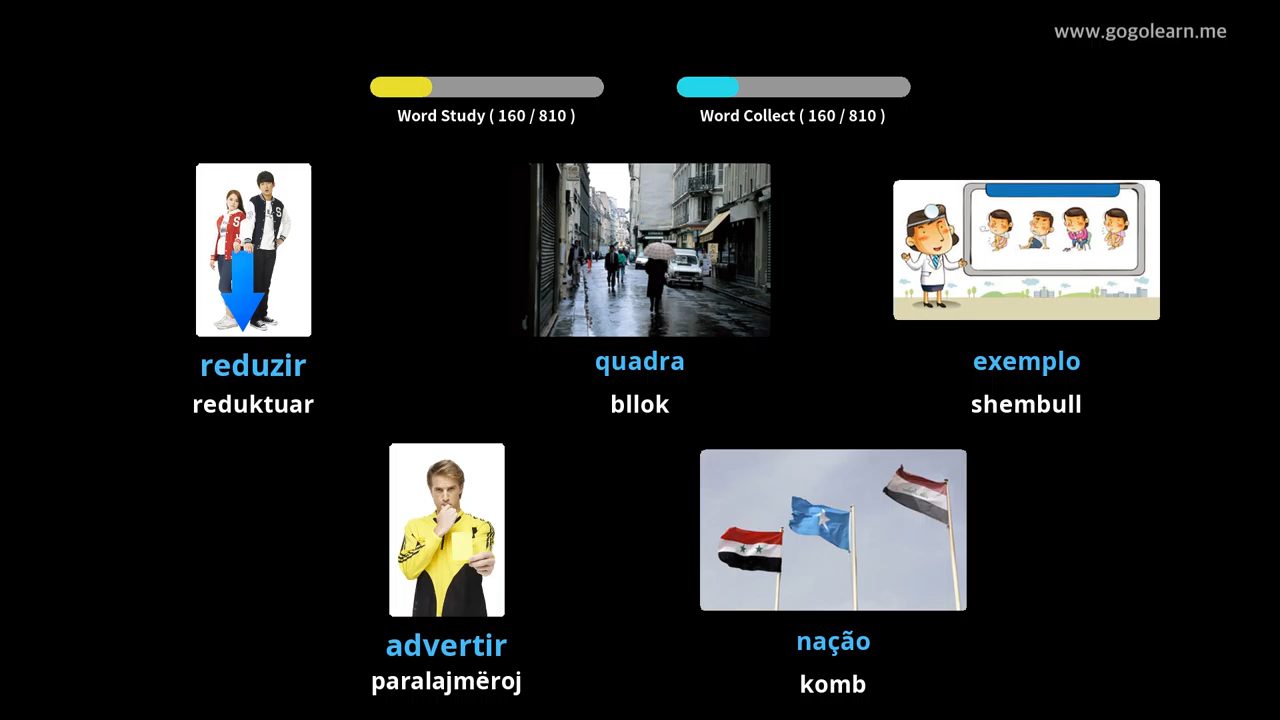 www.gogolearn.me
Word Study ( 160 / 810 )
Word Collect ( 160 / 810 )
reduzir
reduktuar
quadra
bllok
exemplo
shembull
advertir
paralajmëroj
nação
komb